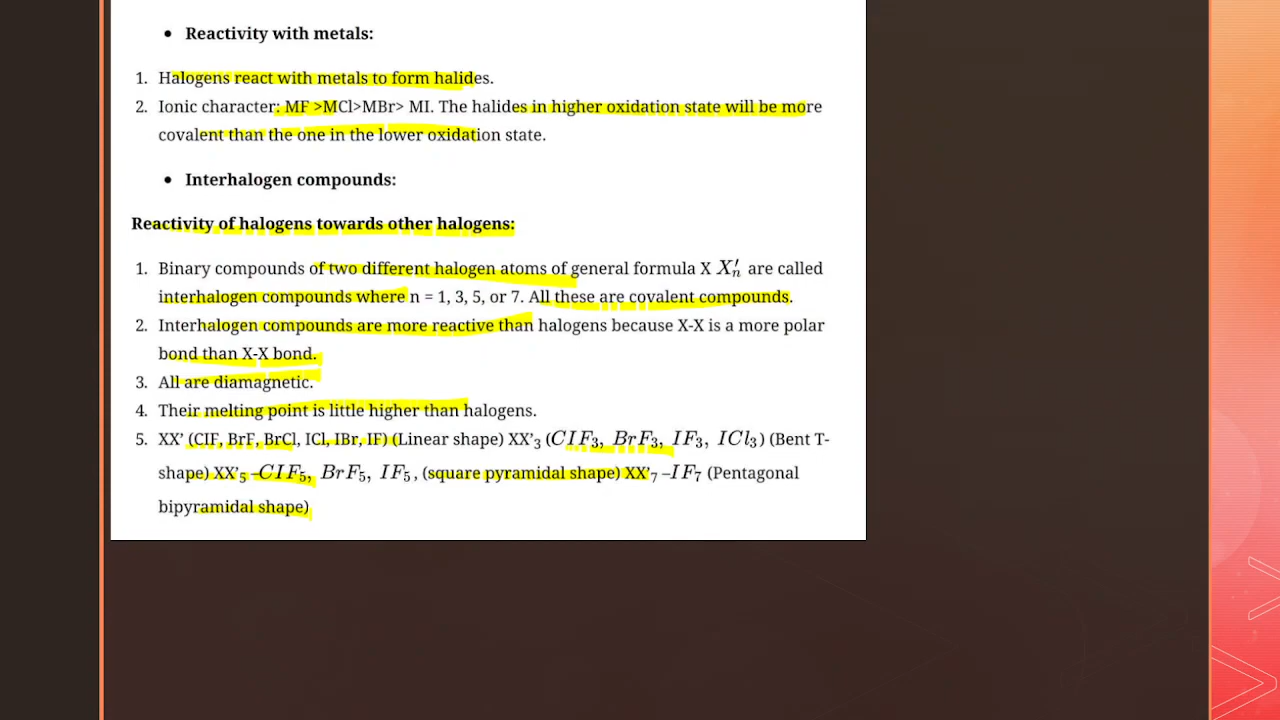 • Reactivity with metals:
1. Halogens react with metals to form halides.
2. Ionic character: MF >MCl>MBr> MI. The halides in higher oxidation state will be more
covalent than the one in the lower oxidation state.
• Interhalogen compounds:
Reactivity of halogens towards other halogens:
1. Binary compounds of two different halogen atoms of general formula X X′ₙ are called
interhalogen compounds where n = 1, 3, 5, or 7. All these are covalent compounds.
2. Interhalogen compounds are more reactive than halogens because X-X is a more polar
bond than X-X bond.
3. All are diamagnetic.
4. Their melting point is little higher than halogens.
5. XX’ (CIF, BrF, BrCl, ICl, IBr, IF) (Linear shape) XX’₃ (CIF₃, BrF₃, IF₃, ICl₃) (Bent T-
shape) XX’₅ –CIF₅, BrF₅, IF₅, (square pyramidal shape) XX’₇ –IF₇ (Pentagonal
bipyramidal shape)